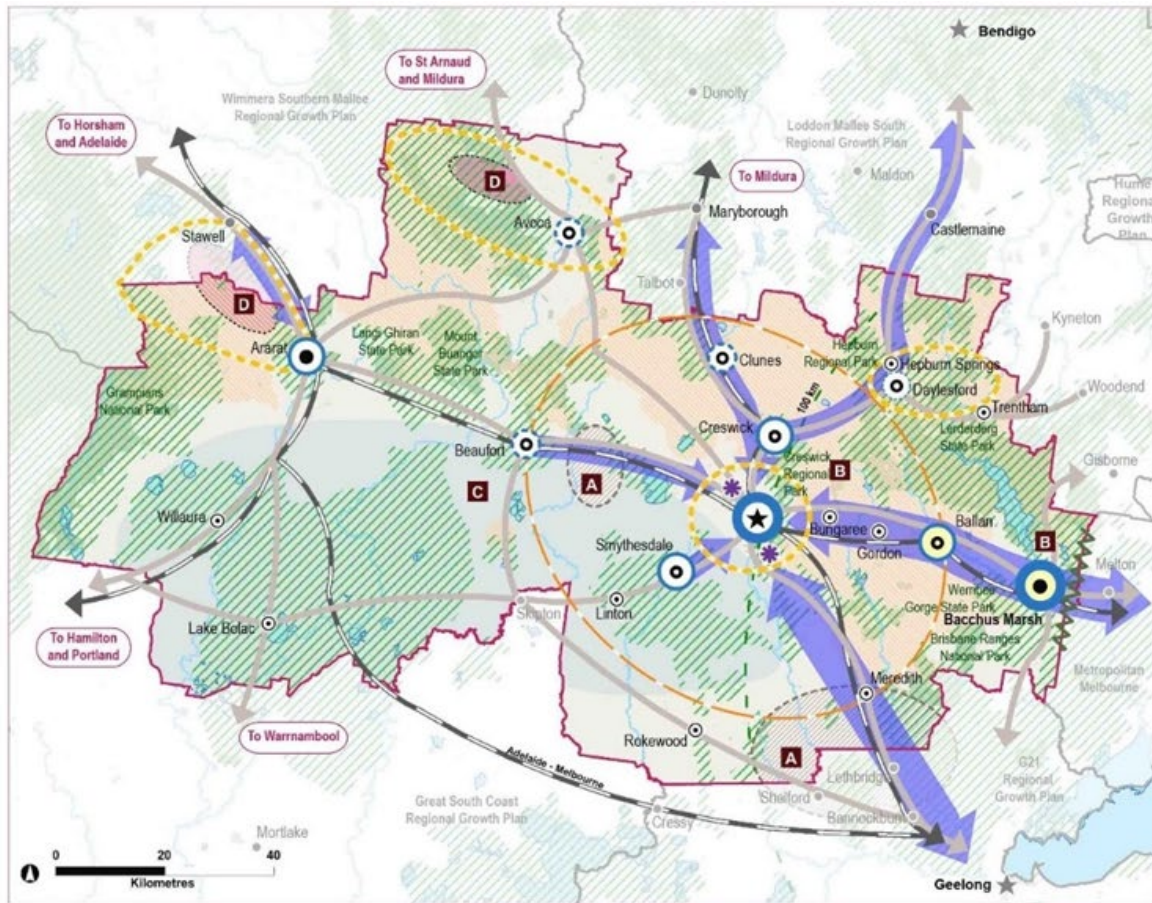 Bendigo
To St Arnaud
and Mildura
Dunolly
Wimmera Southern Mallee
Regional Growth Plan
To Horsham
and Adelaide
Loddon Mallee South
Regional Growth Plan
Maldon
To Mildura
Hume
Regional
Growth
Plan
D
Maryborough
Avoca
Castlemaine
Stawell
Talbot
D
Kyneton
Ararat
Langi Ghiran
State Park
Mount
Buangor
State Park
Clunes
Hepburn
Regional Park
Hepburn Springs
Daylesford
Woodend
Grampians
National Park
100 km
Trentham
Lerderderg
State Park
Creswick
Beaufort
Creswick
Regional
Park
B
Gisborne
A
C
Willaura
Bungaree
Ballan
Gordon
B
Smythesdale
Melton
Werribee
Gorge State Park
Bacchus Marsh
Linton
Skipton
Lake Bolac
To Hamilton
and Portland
Brisbane Ranges
National Park
Metropolitan
Melbourne
Meredith
To Warrnambool
Rokewood
A
Adelaide - Melbourne
Lethbridge
G21
Regional
Growth Plan
Shelford
Great South Coast
Regional Growth Plan
Cressy
Bannockburn
Mortlake
0 20 40
Kilometres
Geelong